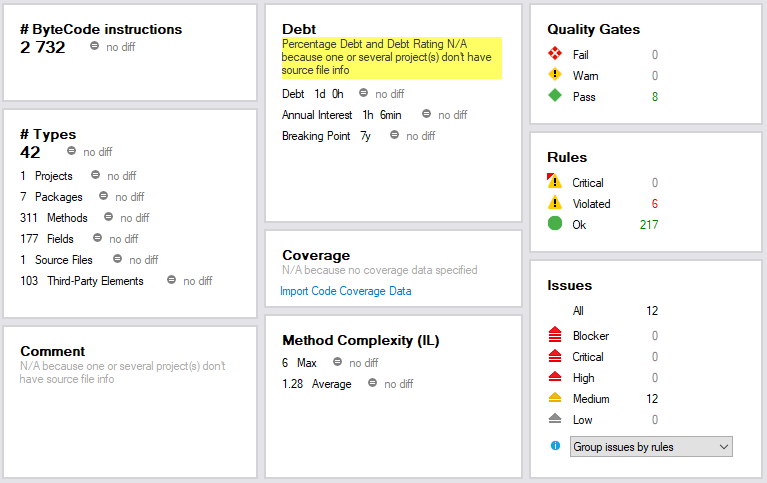 # ByteCode instructions
2 732 no diff
# Types
42 no diff
1 Projects no diff
7 Packages no diff
311 Methods no diff
177 Fields no diff
1 Source Files no diff
103 Third-Party Elements no diff
Comment
N/A because one or several project(s) don't
have source file info
Debt
Percentage Debt and Debt Rating N/A
because one or several project(s) don't have
source file info
Debt 1d 0h no diff
Annual Interest 1h 6min no diff
Breaking Point 7y no diff
Coverage
N/A because no coverage data specified
Import Code Coverage Data
Method Complexity (IL)
6 Max no diff
1.28 Average no diff
Quality Gates
Fail 0
Warn 0
Pass 8
Rules
Critical 0
Violated 6
Ok 217
Issues
All 12
Blocker 0
Critical 0
High 0
Medium 12
Low 0
Group issues by rules